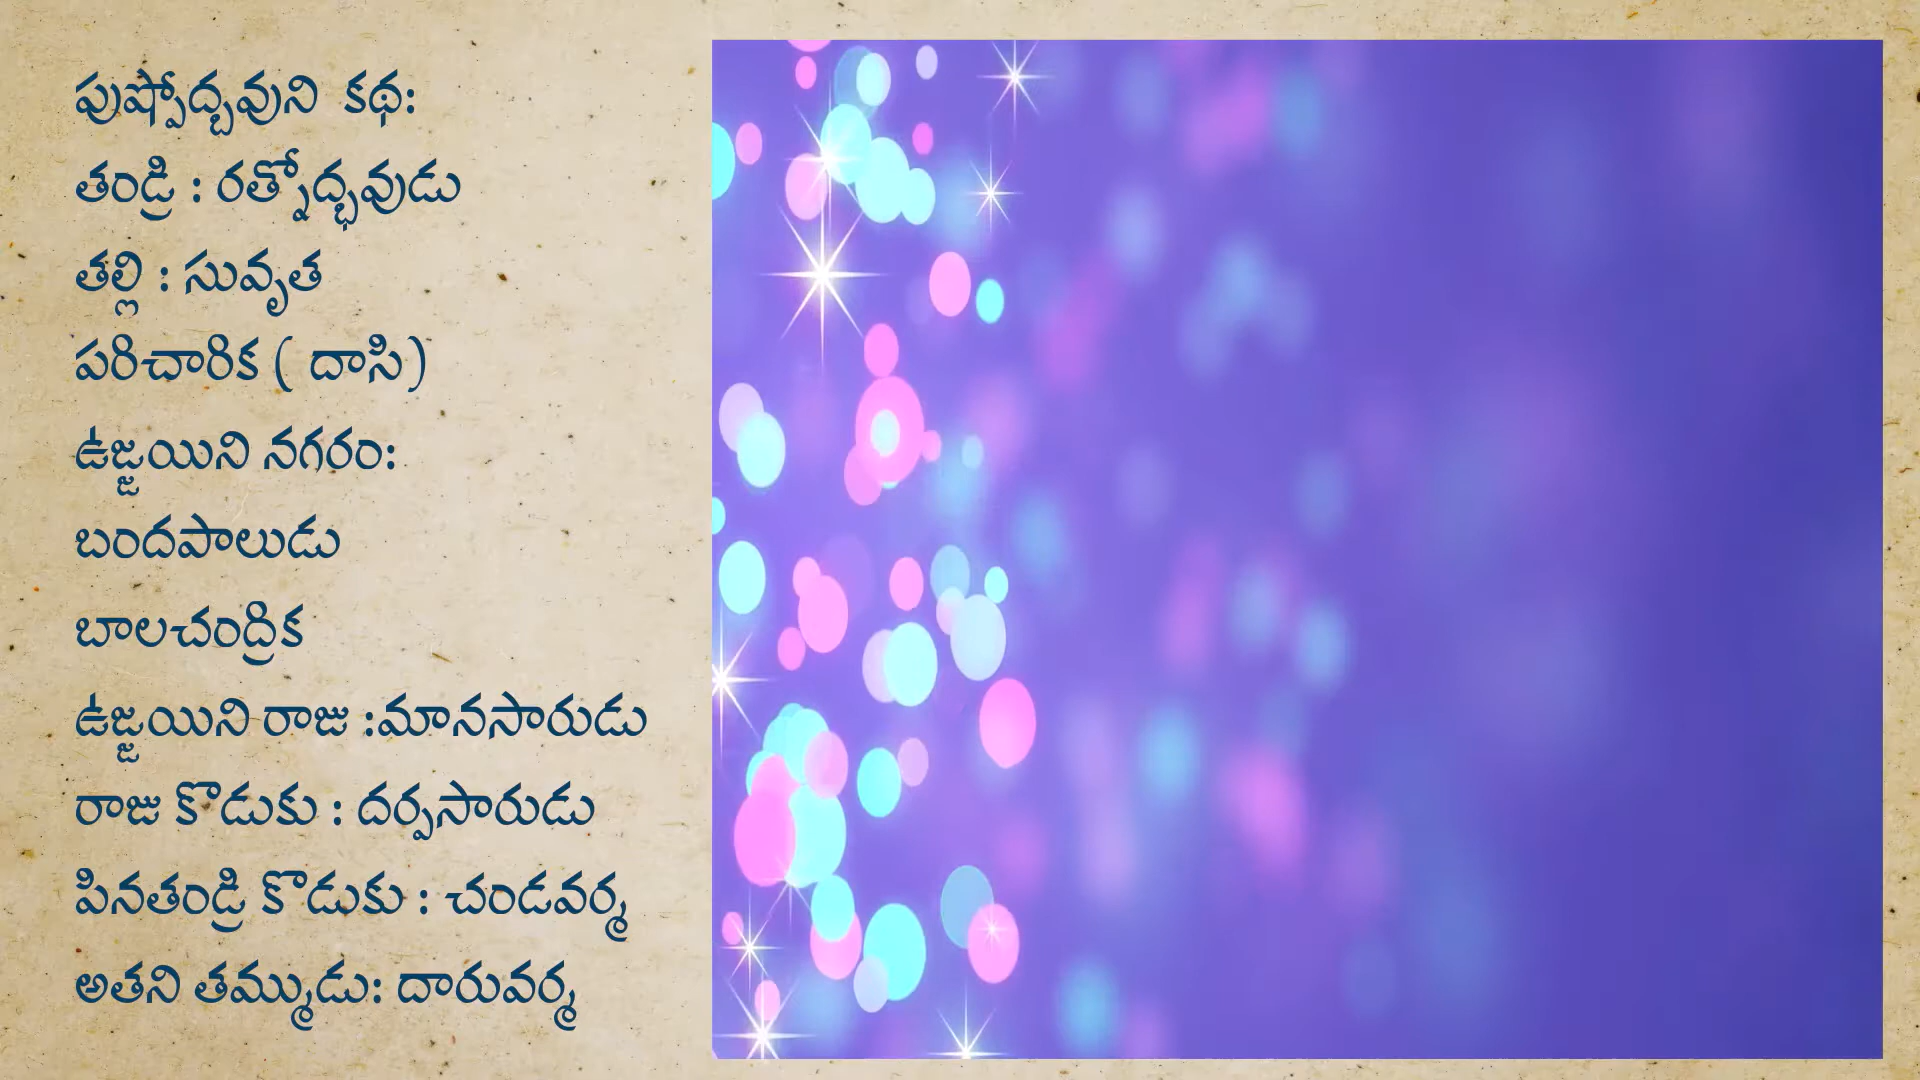 పుష్పోద్బవుని కథ:
తండ్రి : రత్నోద్భవుడు
తల్లి : సువృత
పరిచారిక ( దాసి)
ఉజ్జయిని నగరం:
బందపాలుడు
బాలచంద్రిక
ఉజ్జయిని రాజు :మానసారుడు
రాజు కొడుకు : దర్పసారుడు
పినతండ్రి కొడుకు : చండవర్మ
అతని తమ్ముడు: దారువర్మ